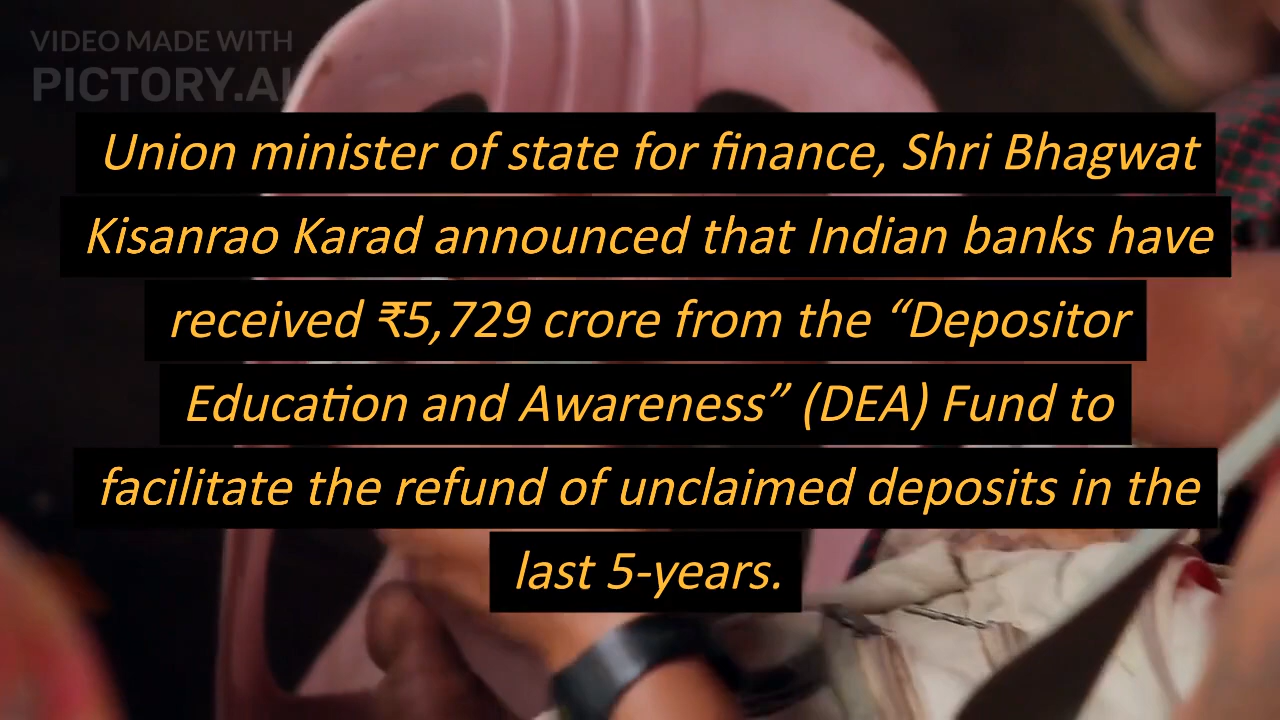 VIDEO MADE WITH
PICTORY.AI
Union minister of state for finance, Shri Bhagwat
Kisanrao Karad announced that Indian banks have
received ₹5,729 crore from the “Depositor
Education and Awareness” (DEA) Fund to
facilitate the refund of unclaimed deposits in the
last 5-years.